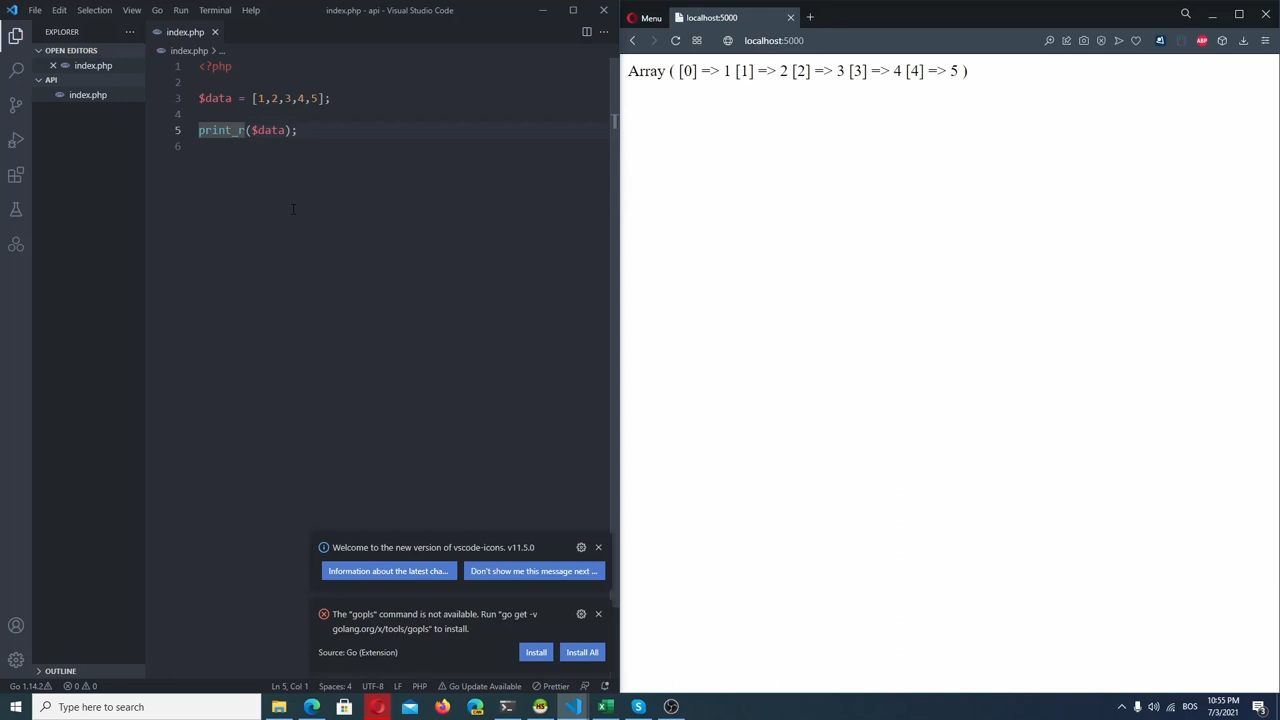 File Edit Selection View Go Run Terminal Help
index.php - api - Visual Studio Code
EXPLORER
OPEN EDITORS
index.php
API
index.php
OUTLINE
index.php
index.php > ...
1 <?php
2
3 $data = [1,2,3,4,5];
4
5 print_r($data);
6
Welcome to the new version of vscode-icons. v11.5.0
Information about the latest cha...
Don't show me this message next ...
The "gopls" command is not available. Run "go get -v
golang.org/x/tools/gopls" to install.
Source: Go (Extension)
Install
Install All
Go 1.14.2 0 0 Ln 5, Col 1 Spaces: 4 UTF-8 LF PHP Go Update Available Prettier
Menu
localhost:5000
localhost:5000
ABP
Array ( [0] => 1 [1] => 2 [2] => 3 [3] => 4 [4] => 5 )
Type here to search
CAN
HS
BOS
10:55 PM
7/3/2021